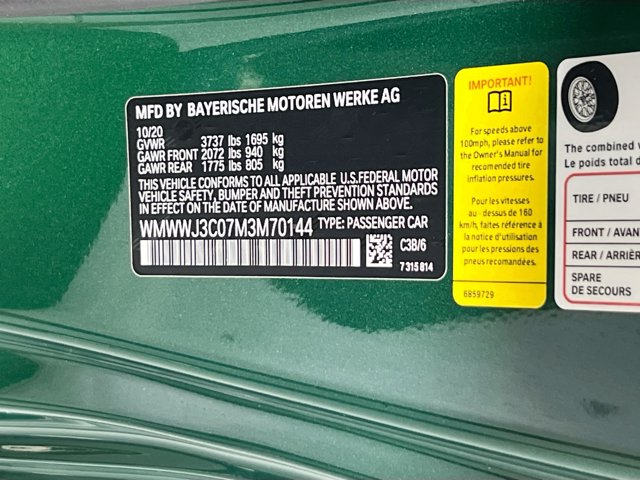 MFD BY BAYERISCHE MOTOREN WERKE AG
10/20
GVWR 3737 lbs 1695 kg
GAWR FRONT 2072 lbs 940 kg
GAWR REAR 1775 lbs 805 kg
THIS VEHICLE CONFORMS TO ALL APPLICABLE U.S.FEDERAL MOTOR
VEHICLE SAFETY, BUMPER AND THEFT PREVENTION STANDARDS
IN EFFECT ON THE DATE OF MANUFACTURE SHOWN ABOVE.
WMWWJ3C07M3M70144 TYPE: PASSENGER CAR
C3B/6
7315814
IMPORTANT!
For speeds above
100mph, please refer to
the Owner's Manual for
recomended tire
inflation pressures.
Pour les vitesses
au-dessus de 160
km/h, faites référence à
la notice d'utilisation
pour les pressions des
pneus recommandées.
6859729
The combined
Le poids total
TIRE / PNEU
FRONT / AVAN
REAR / ARRIÈR
SPARE
DE SECOURS